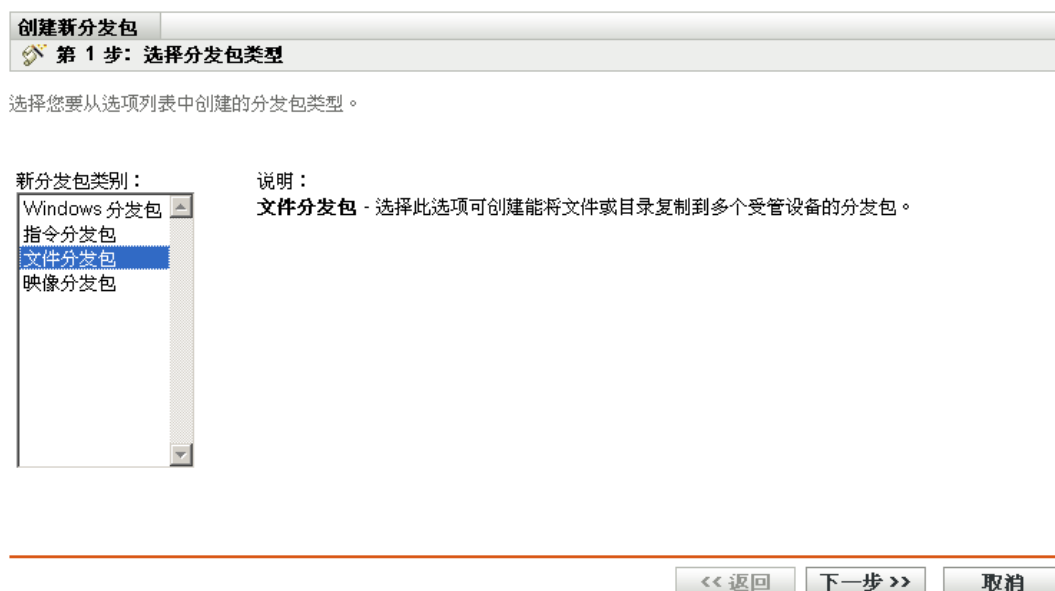 创建新分发包
第 1 步：选择分发包类型
选择您要从选项列表中创建的分发包类型。
新分发包类别：
Windows 分发包
指令分发包
文件分发包
映像分发包
说明：
文件分发包 - 选择此选项可创建能将文件或目录复制到多个受管设备的分发包。
<< 返回
下一步 >>
取消